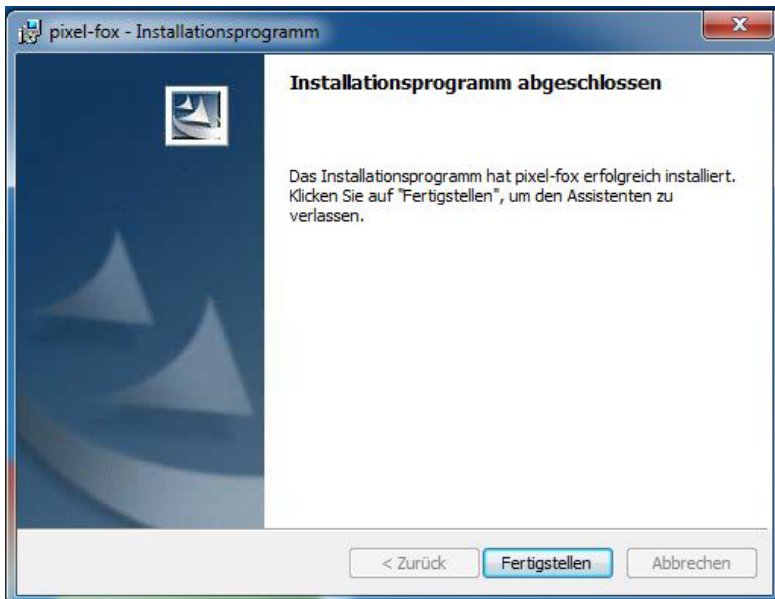 pixel-fox - Installationsprogramm
Installationsprogramm abgeschlossen
Das Installationsprogramm hat pixel-fox erfolgreich installiert.
Klicken Sie auf "Fertigstellen", um den Assistenten zu
verlassen.
< Zurück
Fertigstellen
Abbrechen